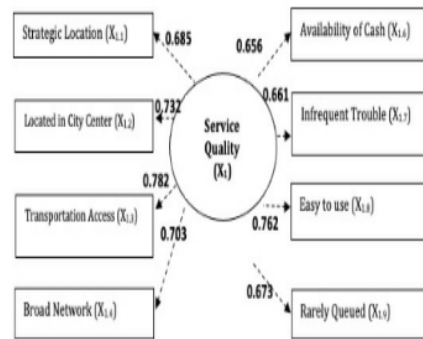 Strategic Location (X1.1)
0.685
0.656
Availability of Cash (X1.6)
Located in City Center (X1.2)
0.732
Service
Quality
(X1)
0.661
Infrequent Trouble (X1.7)
Transportation Access (X1.3)
0.782
0.762
Easy to use (X1.8)
Broad Network (X1.4)
0.703
0.673
Rarely Queued (X1.9)